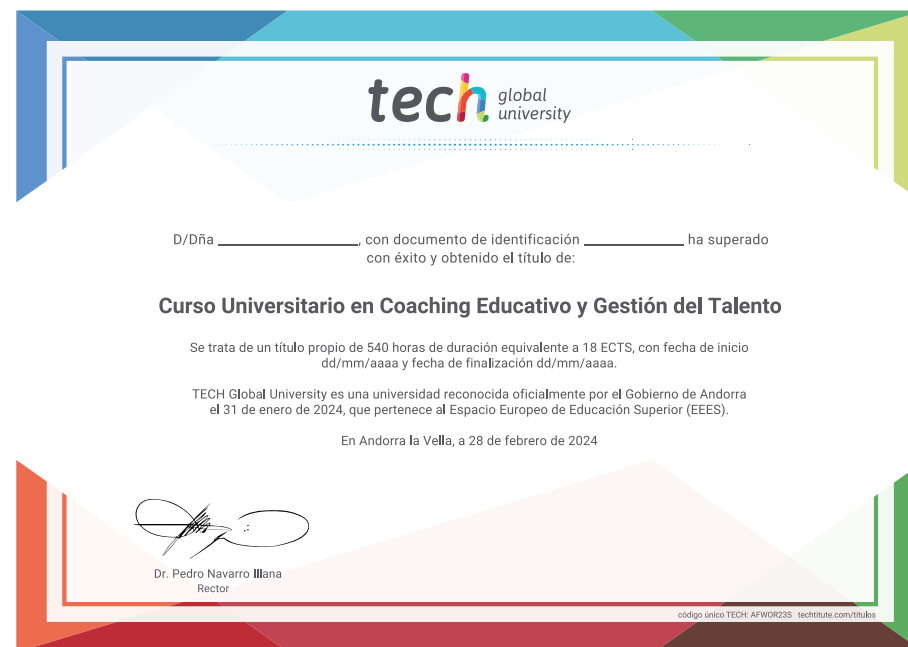 tech global university
D/Dña ______________, con documento de identificación __________ ha superado
con éxito y obtenido el título de:
Curso Universitario en Coaching Educativo y Gestión del Talento
Se trata de un título propio de 540 horas de duración equivalente a 18 ECTS, con fecha de inicio
dd/mm/aaaa y fecha de finalización dd/mm/aaaa.
TECH Global University es una universidad reconocida oficialmente por el Gobierno de Andorra
el 31 de enero de 2024, que pertenece al Espacio Europeo de Educación Superior (EEES).
En Andorra la Vella, a 28 de febrero de 2024
Dr. Pedro Navarro Illana
Rector
código único TECH: AFWOR23S techtitute.com/titulos